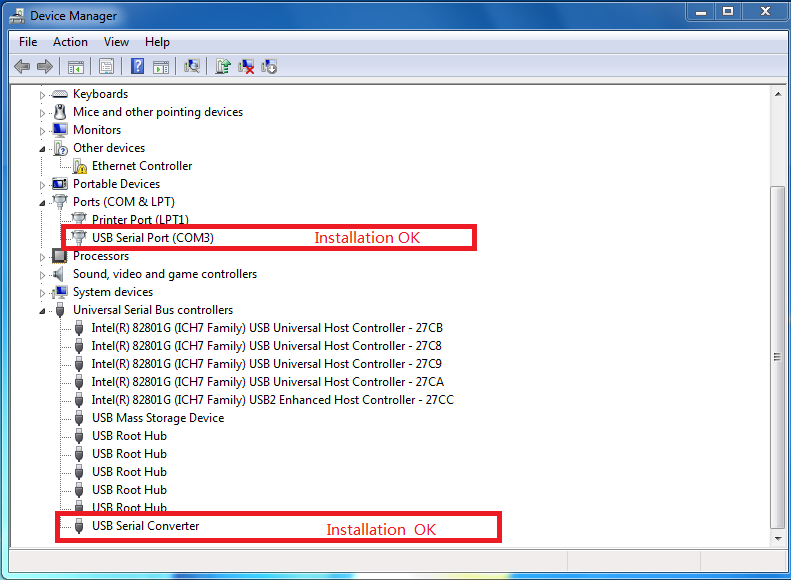 Device Manager
File Action View Help
Keyboards
Mice and other pointing devices
Monitors
Other devices
Ethernet Controller
Portable Devices
Ports (COM & LPT)
Printer Port (LPT1)
USB Serial Port (COM3) Installation OK
Processors
Sound, video and game controllers
System devices
Universal Serial Bus controllers
Intel(R) 82801G (ICH7 Family) USB Universal Host Controller - 27CB
Intel(R) 82801G (ICH7 Family) USB Universal Host Controller - 27C8
Intel(R) 82801G (ICH7 Family) USB Universal Host Controller - 27C9
Intel(R) 82801G (ICH7 Family) USB Universal Host Controller - 27CA
Intel(R) 82801G (ICH7 Family) USB2 Enhanced Host Controller - 27CC
USB Mass Storage Device
USB Root Hub
USB Root Hub
USB Root Hub
USB Root Hub
USB Root Hub
USB Serial Converter Installation OK